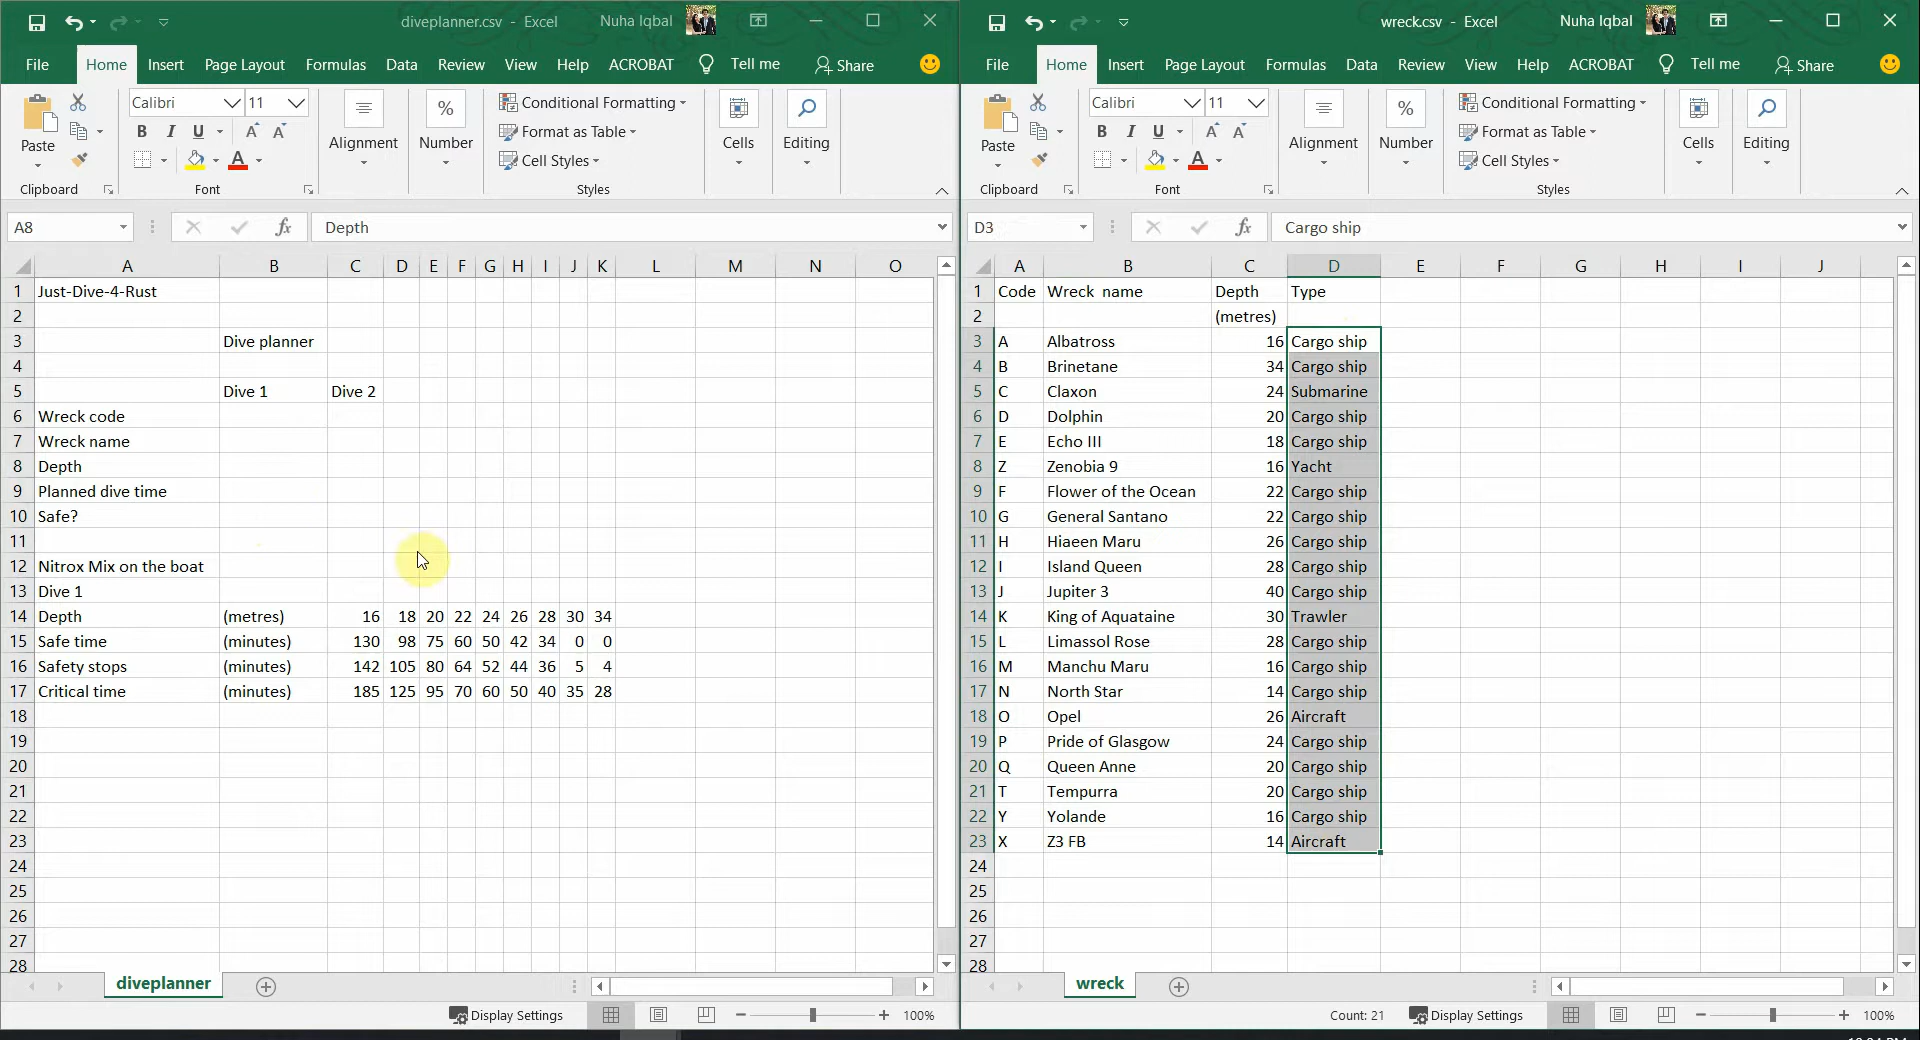 diveplanner.csv - Excel
Nuha Iqbal
File Home Insert Page Layout Formulas Data Review View Help ACROBAT Tell me Share
Paste
Calibri 11
B I U A A
A
Alignment
%
Number
Conditional Formatting
Format as Table
Cell Styles
Cells
Editing
Clipboard Font Styles
A8 fx Depth
A B C D E F G H I J K L M N O
1 Just-Dive-4-Rust
2
3 Dive planner
4
5 Dive 1 Dive 2
6 Wreck code
7 Wreck name
8 Depth
9 Planned dive time
10 Safe?
11
12 Nitrox Mix on the boat
13 Dive 1
14 Depth (metres) 16 18 20 22 24 26 28 30 34
15 Safe time (minutes) 130 98 75 60 50 42 34 0 0
16 Safety stops (minutes) 142 105 80 64 52 44 36 5 4
17 Critical time (minutes) 185 125 95 70 60 50 40 35 28
18
19
20
21
22
23
24
25
26
27
28
diveplanner
Display Settings 100%
wreck.csv - Excel
Nuha Iqbal
File Home Insert Page Layout Formulas Data Review View Help ACROBAT Tell me Share
Paste
Calibri 11
B I U A A
A
Alignment
%
Number
Conditional Formatting
Format as Table
Cell Styles
Cells
Editing
Clipboard Font Styles
D3 fx Cargo ship
A B C D E F G H I J
1 Code Wreck name Depth Type
2 (metres)
3 A Albatross 16 Cargo ship
4 B Brinetane 34 Cargo ship
5 C Claxon 24 Submarine
6 D Dolphin 20 Cargo ship
7 E Echo III 18 Cargo ship
8 Z Zenobia 9 16 Yacht
9 F Flower of the Ocean 22 Cargo ship
10 G General Santano 22 Cargo ship
11 H Hiaeen Maru 26 Cargo ship
12 I Island Queen 28 Cargo ship
13 J Jupiter 3 40 Cargo ship
14 K King of Aquataine 30 Trawler
15 L Limassol Rose 28 Cargo ship
16 M Manchu Maru 16 Cargo ship
17 N North Star 14 Cargo ship
18 O Opel 26 Aircraft
19 P Pride of Glasgow 24 Cargo ship
20 Q Queen Anne 20 Cargo ship
21 T Tempurra 20 Cargo ship
22 Y Yolande 16 Cargo ship
23 X Z3 FB 14 Aircraft
24
25
26
27
28
wreck
Count: 21 Display Settings 100%